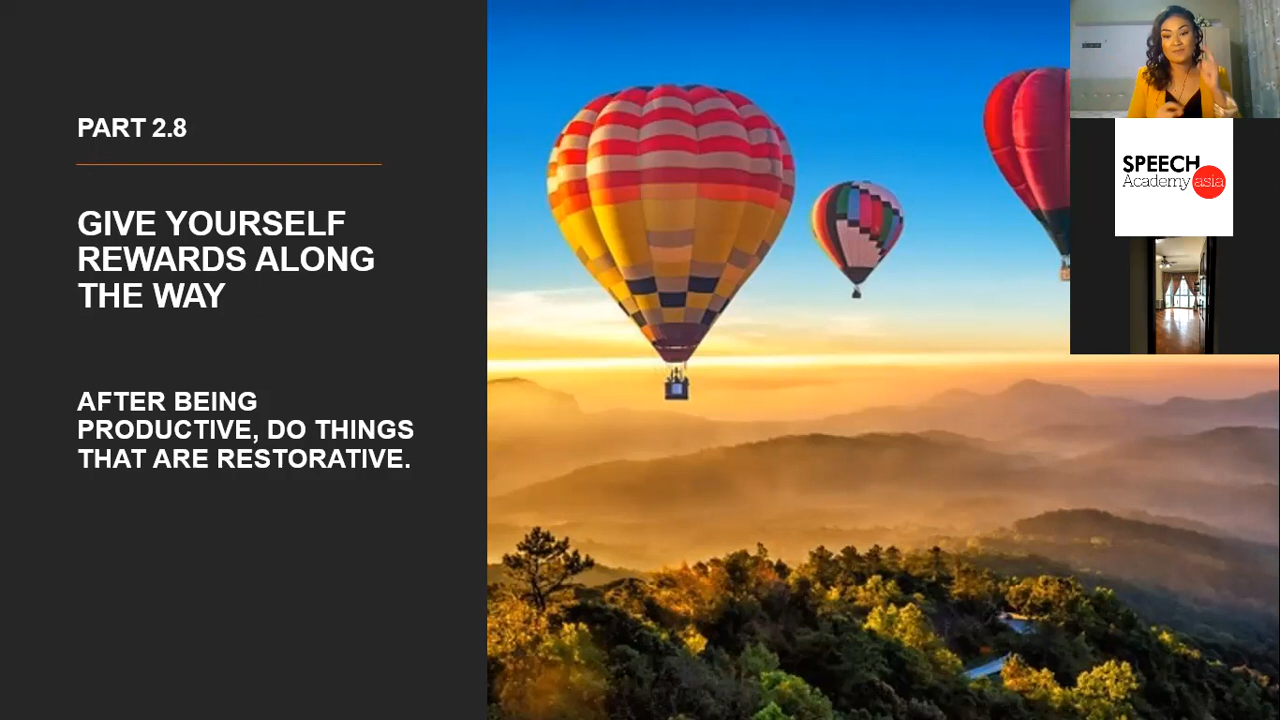 PART 2.8
GIVE YOURSELF
REWARDS ALONG
THE WAY
AFTER BEING
PRODUCTIVE, DO THINGS
THAT ARE RESTORATIVE.
SPEECH
Academy asia